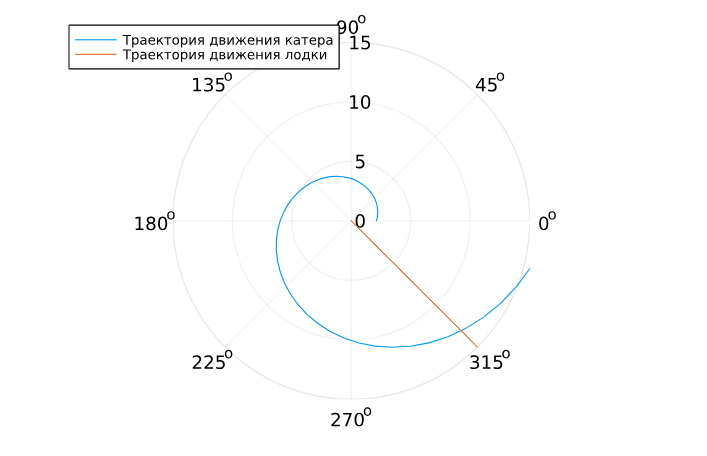 90o
Траектория движения катера
15
Траектория движения лодки
135o
45o
10
5
180o
0
0o
225o
315o
270o